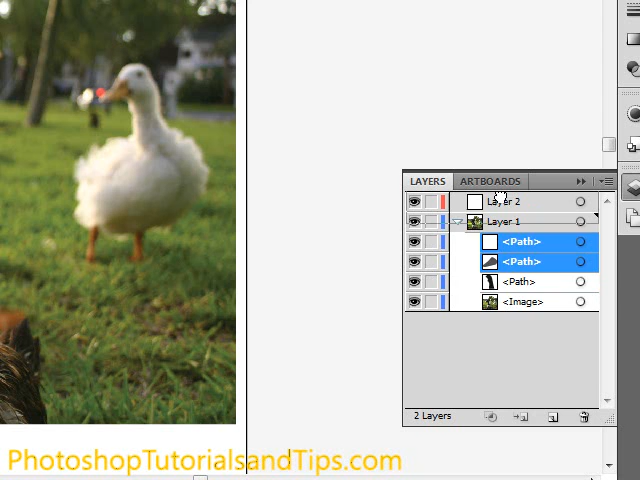 LAYERS
ARTBOARDS
Layer 2
Layer 1
<Path>
<Path>
<Path>
<Image>
2 Layers
PhotoshopTutorialsandTips.com